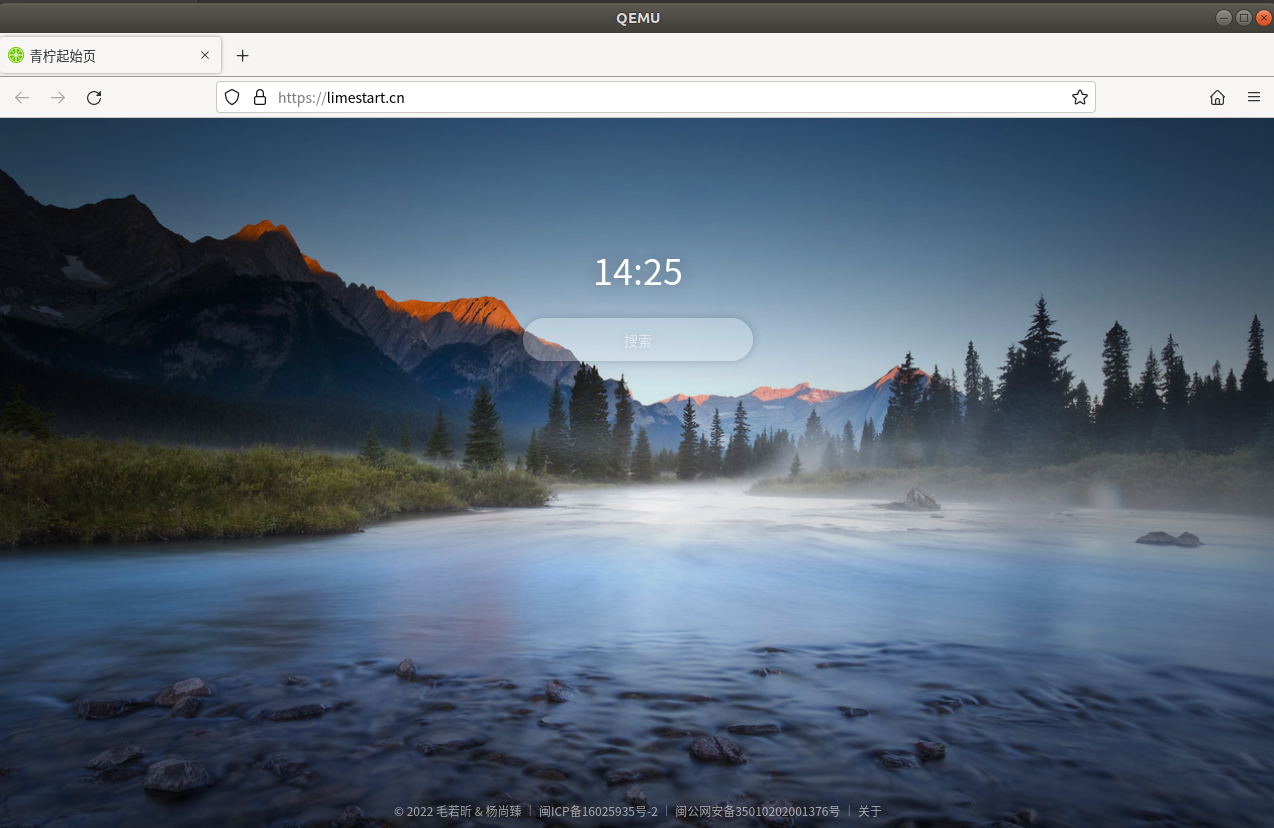 QEMU
青柠起始页
https://limestart.cn
14:25
搜索
© 2022 毛若昕 & 杨尚臻 | 闽ICP备16025935号-2 | 闽公网安备35010202001376号 | 关于